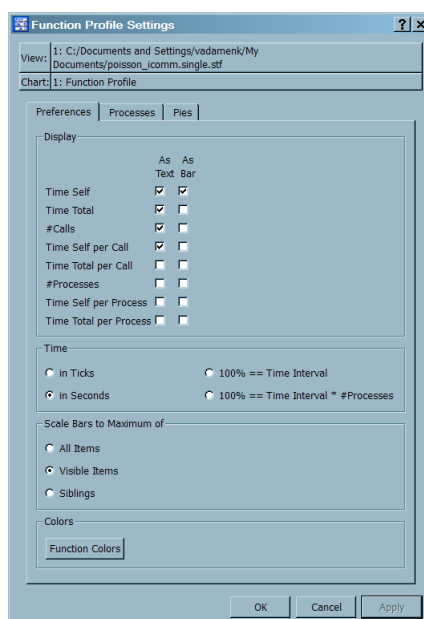 Function Profile Settings
View: 1: C:/Documents and Settings/vadamenk/My
Documents/poisson_icomm.single.stf
Chart: 1: Function Profile
Preferences Processes Pies
Display
As As
Text Bar
Time Self
Time Total
#Calls
Time Self per Call
Time Total per Call
#Processes
Time Self per Process
Time Total per Process
Time
in Ticks 100% == Time Interval
in Seconds 100% == Time Interval * #Processes
Scale Bars to Maximum of
All Items
Visible Items
Siblings
Colors
Function Colors
OK Cancel Apply